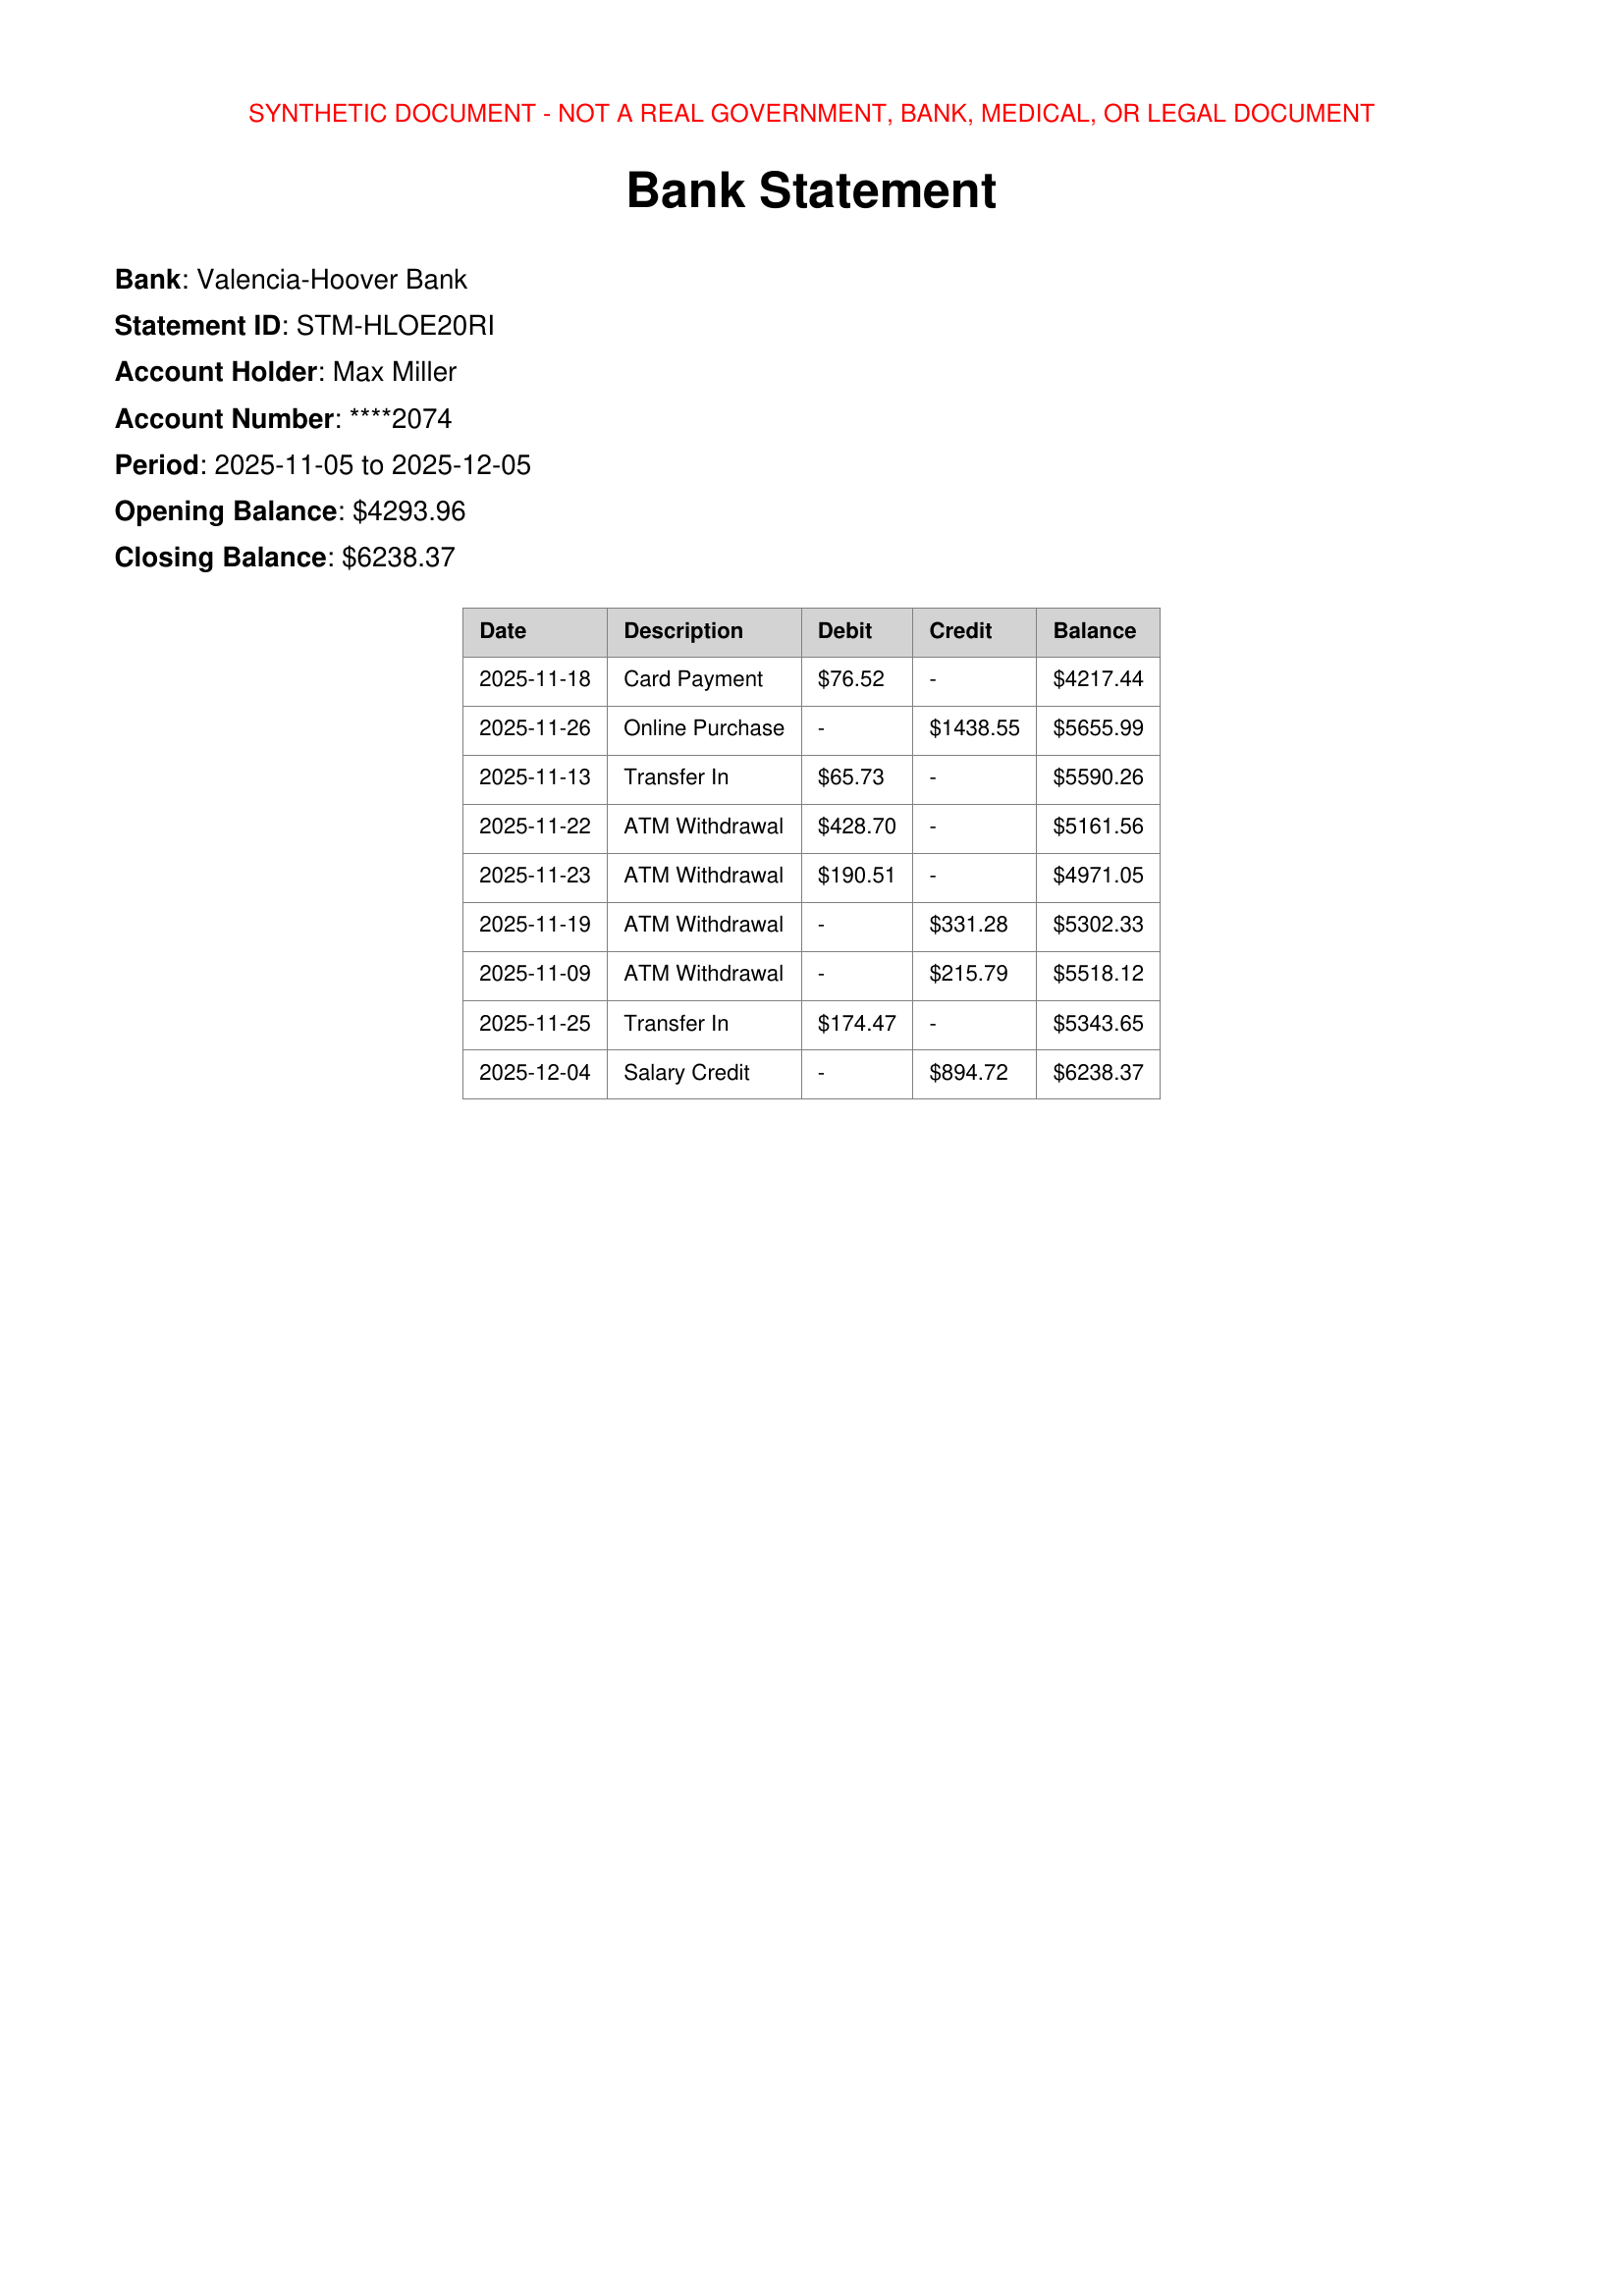 SYNTHETIC DOCUMENT - NOT A REAL GOVERNMENT, BANK, MEDICAL, OR LEGAL DOCUMENT
Bank Statement
Bank: Valencia-Hoover Bank
Statement ID: STM-HLOE20RI
Account Holder: Max Miller
Account Number: ****2074
Period: 2025-11-05 to 2025-12-05
Opening Balance: $4293.96
Closing Balance: $6238.37
Date Description Debit Credit Balance
2025-11-18 Card Payment $76.52 - $4217.44
2025-11-26 Online Purchase - $1438.55 $5655.99
2025-11-13 Transfer In $65.73 - $5590.26
2025-11-22 ATM Withdrawal $428.70 - $5161.56
2025-11-23 ATM Withdrawal $190.51 - $4971.05
2025-11-19 ATM Withdrawal - $331.28 $5302.33
2025-11-09 ATM Withdrawal - $215.79 $5518.12
2025-11-25 Transfer In $174.47 - $5343.65
2025-12-04 Salary Credit - $894.72 $6238.37